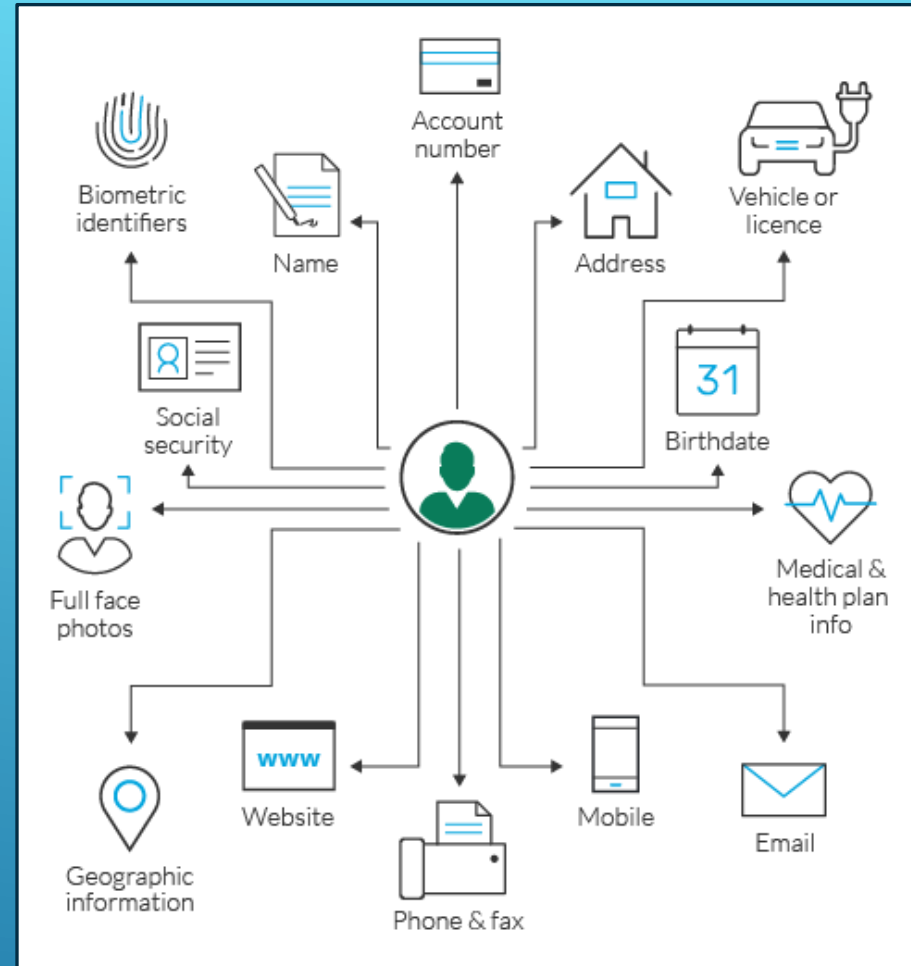 Account
number
Biometric
identifiers
Name
Address
Vehicle or
licence
Social
security
31
Birthdate
Full face
photos
Medical &
health plan
info
Geographic
information
www
Website
Phone & fax
Mobile
Email